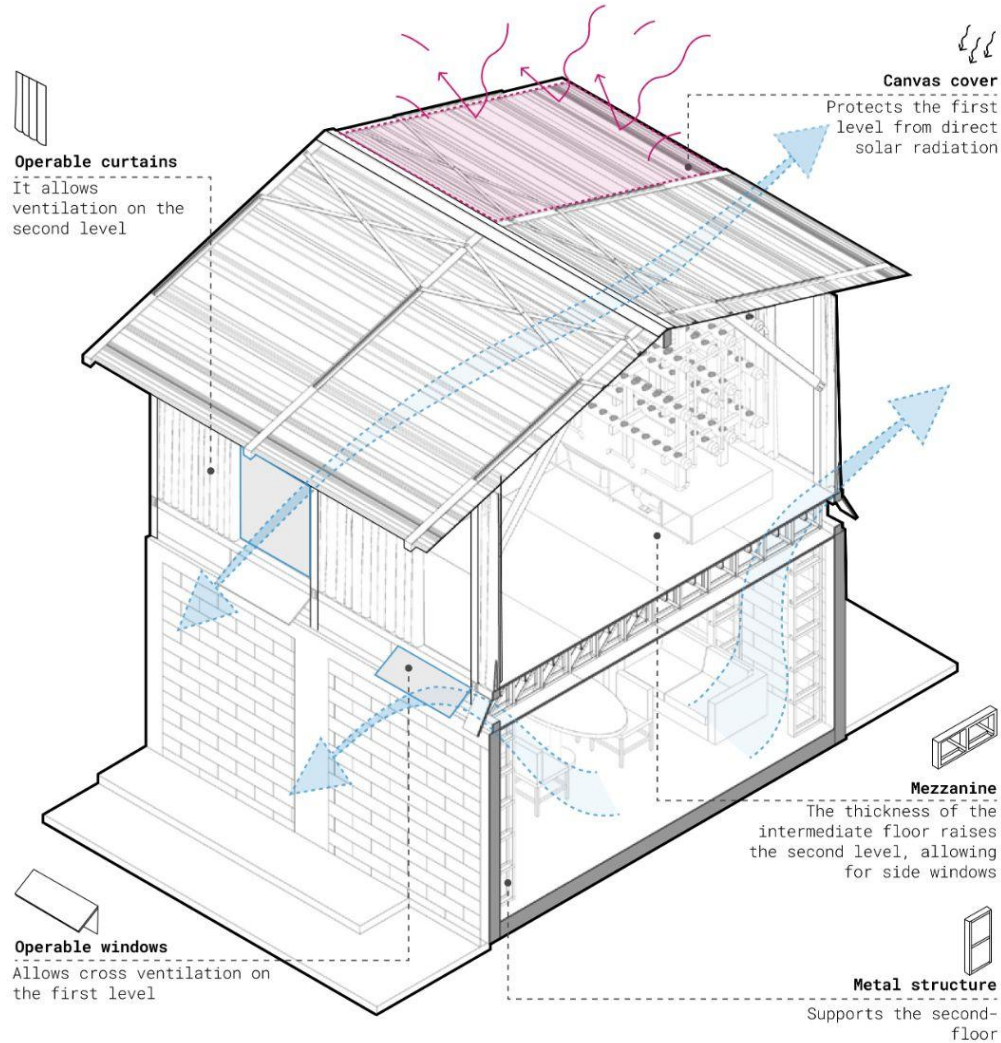 Canvas cover
Protects the first
level from direct
solar radiation
Operable curtains
It allows
ventilation on the
second level
Mezzanine
The thickness of the
intermediate floor raises
the second level, allowing
for side windows
Operable windows
Allows cross ventilation on
the first level
Metal structure
Supports the second-
floor